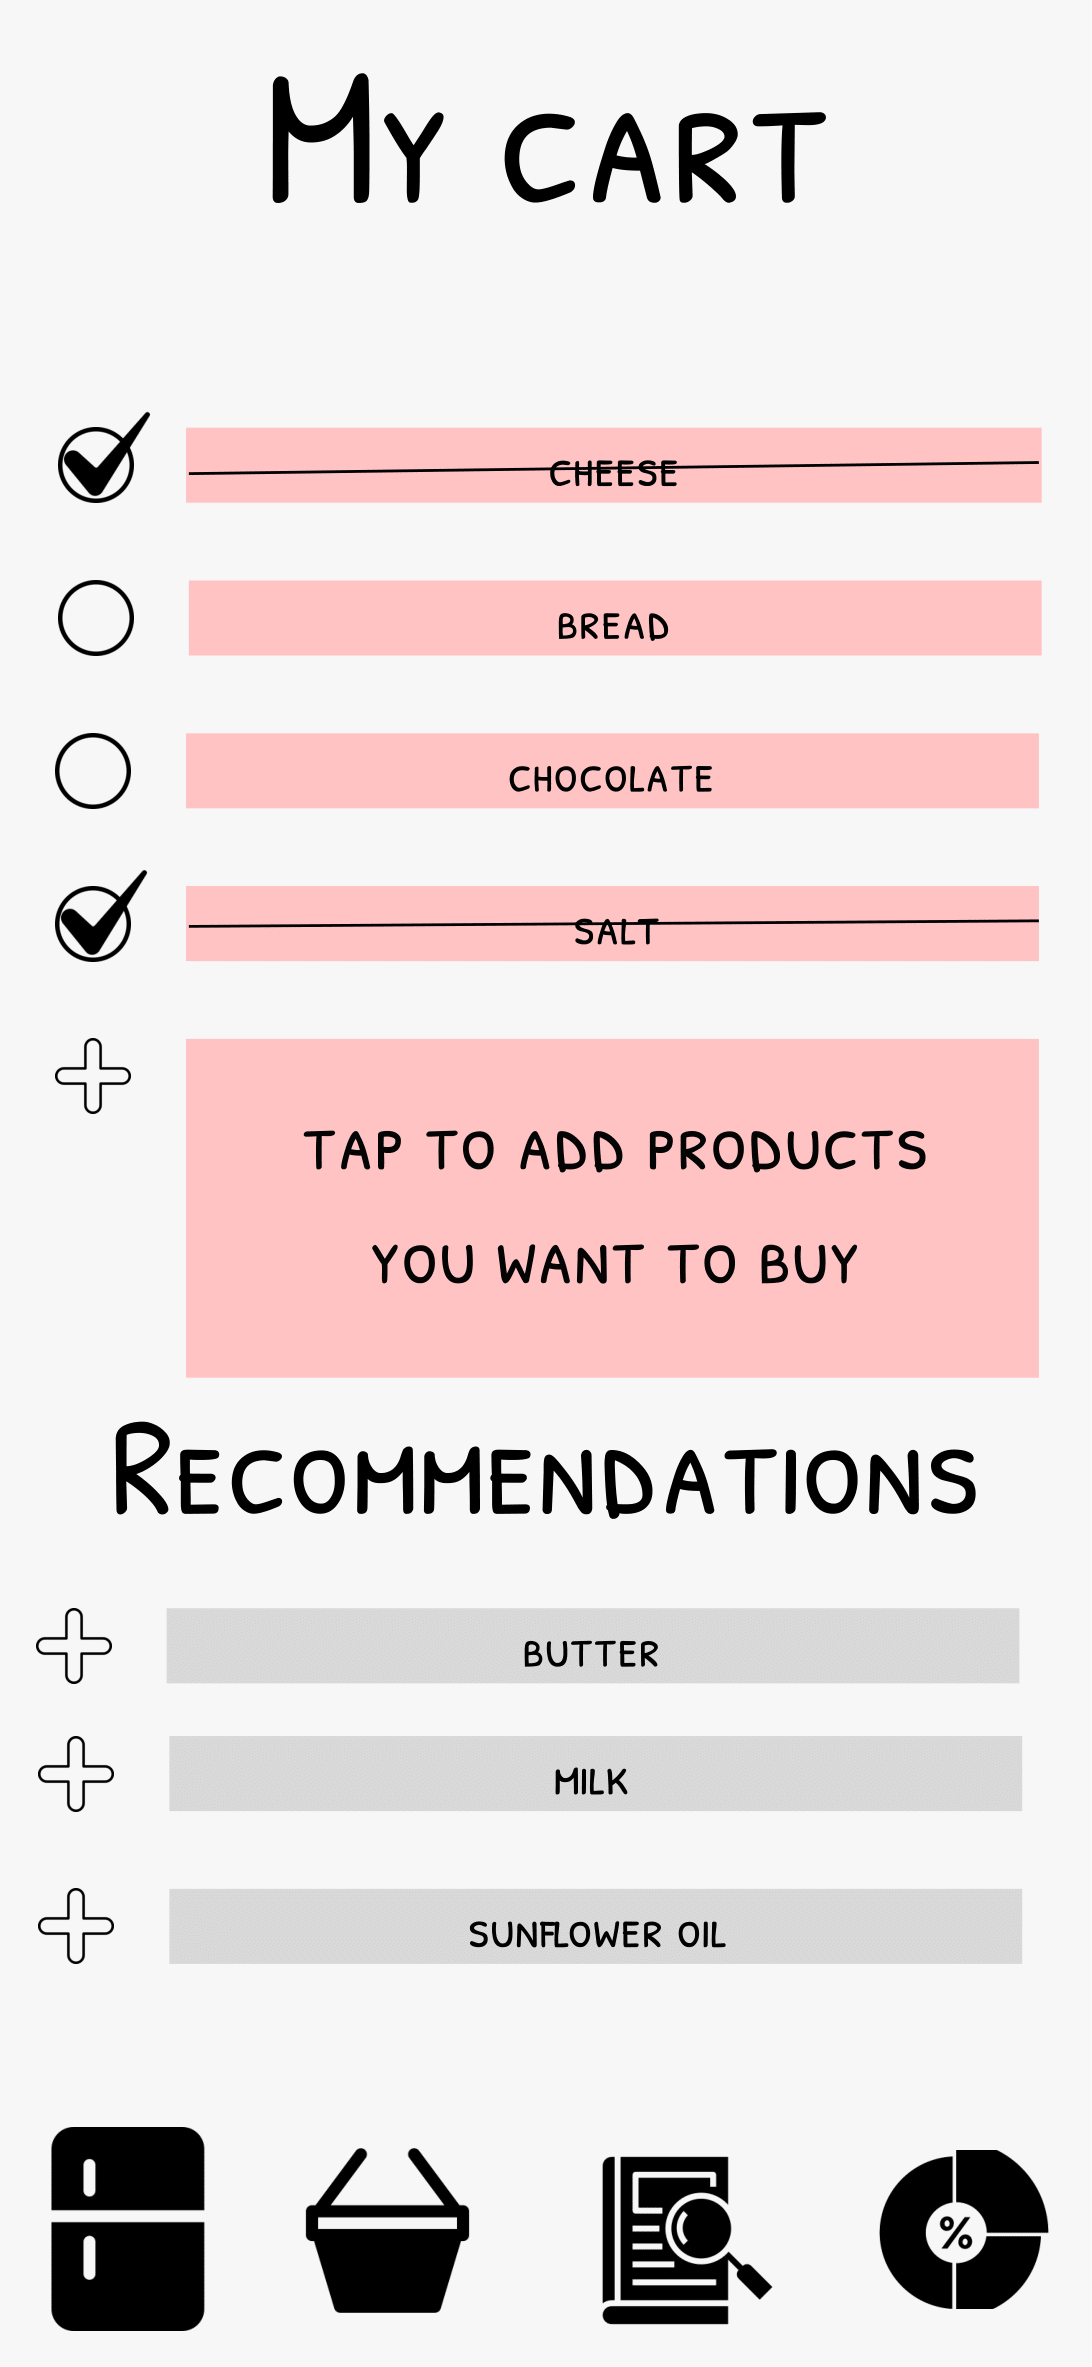 My cart
cheese
bread
chocolate
salt
tap to add products
you want to buy
Recommendations
butter
milk
sunflower oil
%